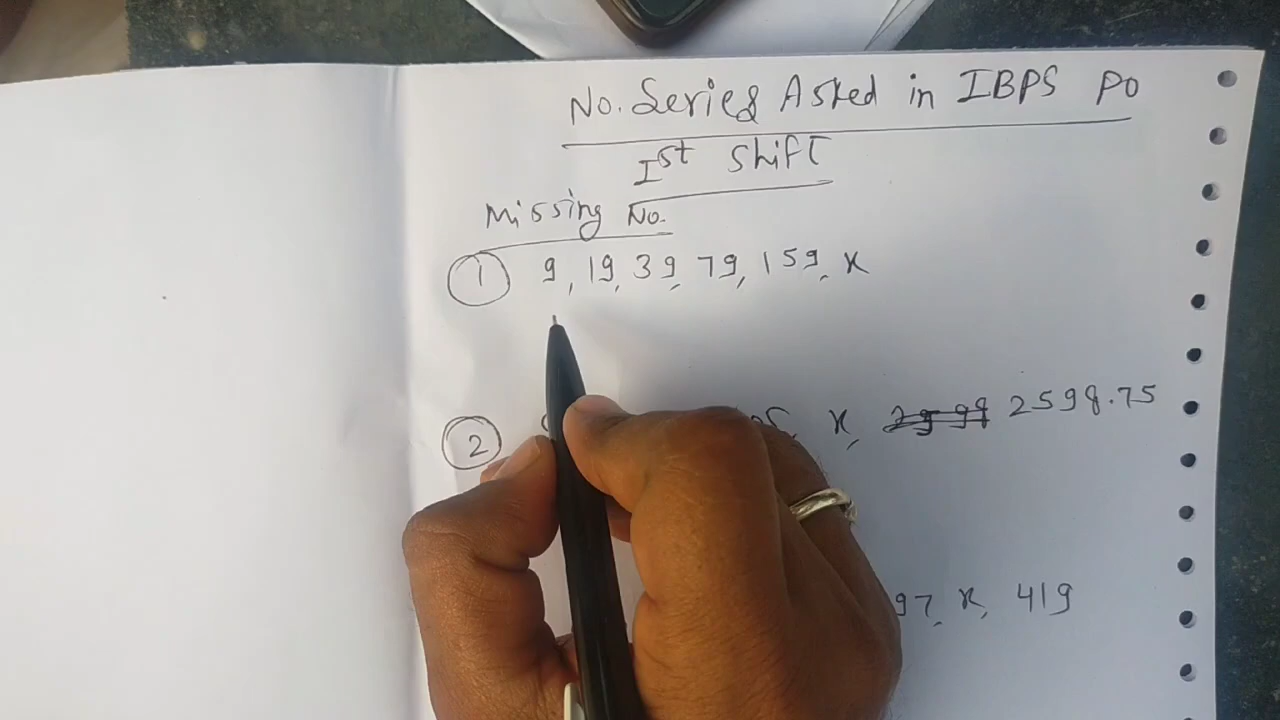 No. Series Asked in IBPS PO
Ist Shift
Missing No.
1 9, 19, 39, 79, 159, x
2 x, 2598.75
97, x, 419